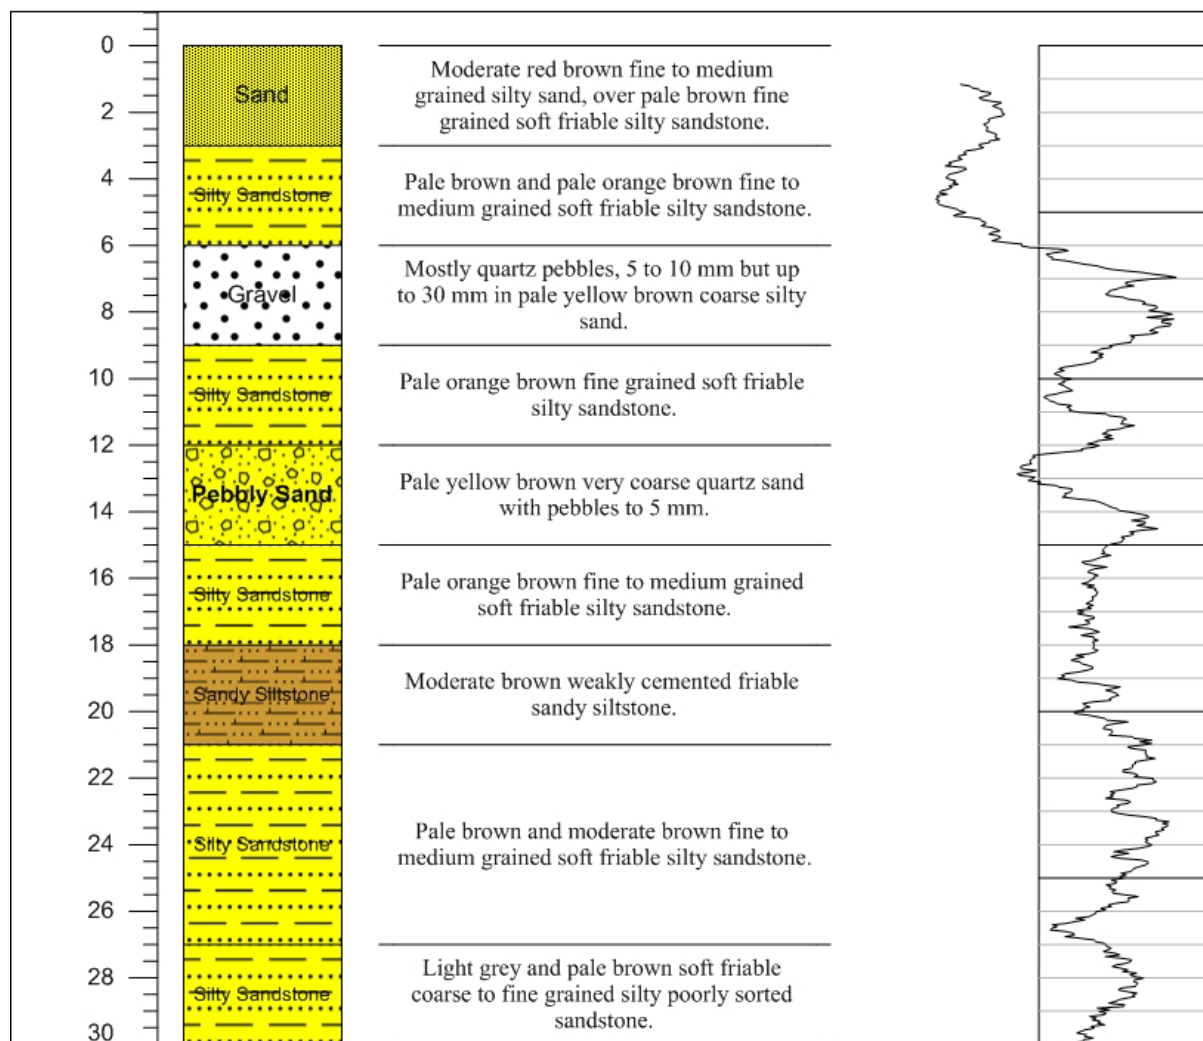 0
Sand
Moderate red brown fine to medium
grained silty sand, over pale brown fine
grained soft friable silty sandstone.
2
4
Silty Sandstone
Pale brown and pale orange brown fine to
medium grained soft friable silty sandstone.
6
Gravel
Mostly quartz pebbles, 5 to 10 mm but up
to 30 mm in pale yellow brown coarse silty
sand.
8
10
Silty Sandstone
Pale orange brown fine grained soft friable
silty sandstone.
12
Pebbly Sand
Pale yellow brown very coarse quartz sand
with pebbles to 5 mm.
14
16
Silty Sandstone
Pale orange brown fine to medium grained
soft friable silty sandstone.
18
Sandy Siltstone
Moderate brown weakly cemented friable
sandy siltstone.
20
22
24
Silty Sandstone
Pale brown and moderate brown fine to
medium grained soft friable silty sandstone.
26
28
Silty Sandstone
Light grey and pale brown soft friable
coarse to fine grained silty poorly sorted
sandstone.
30